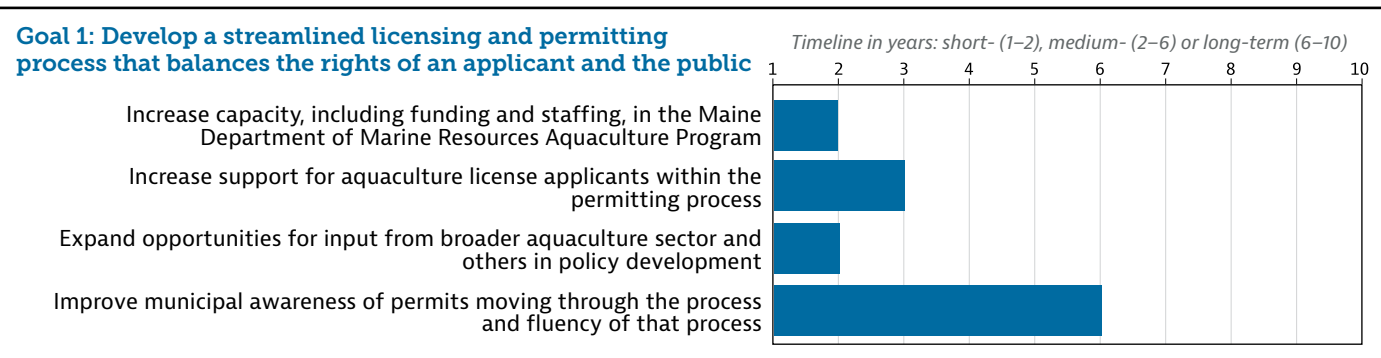 Goal 1: Develop a streamlined licensing and permitting
process that balances the rights of an applicant and the public
Timeline in years: short- (1–2), medium- (2–6) or long-term (6–10)
1 2 3 4 5 6 7 8 9 10
Increase capacity, including funding and staffing, in the Maine
Department of Marine Resources Aquaculture Program
Increase support for aquaculture license applicants within the
permitting process
Expand opportunities for input from broader aquaculture sector and
others in policy development
Improve municipal awareness of permits moving through the process
and fluency of that process